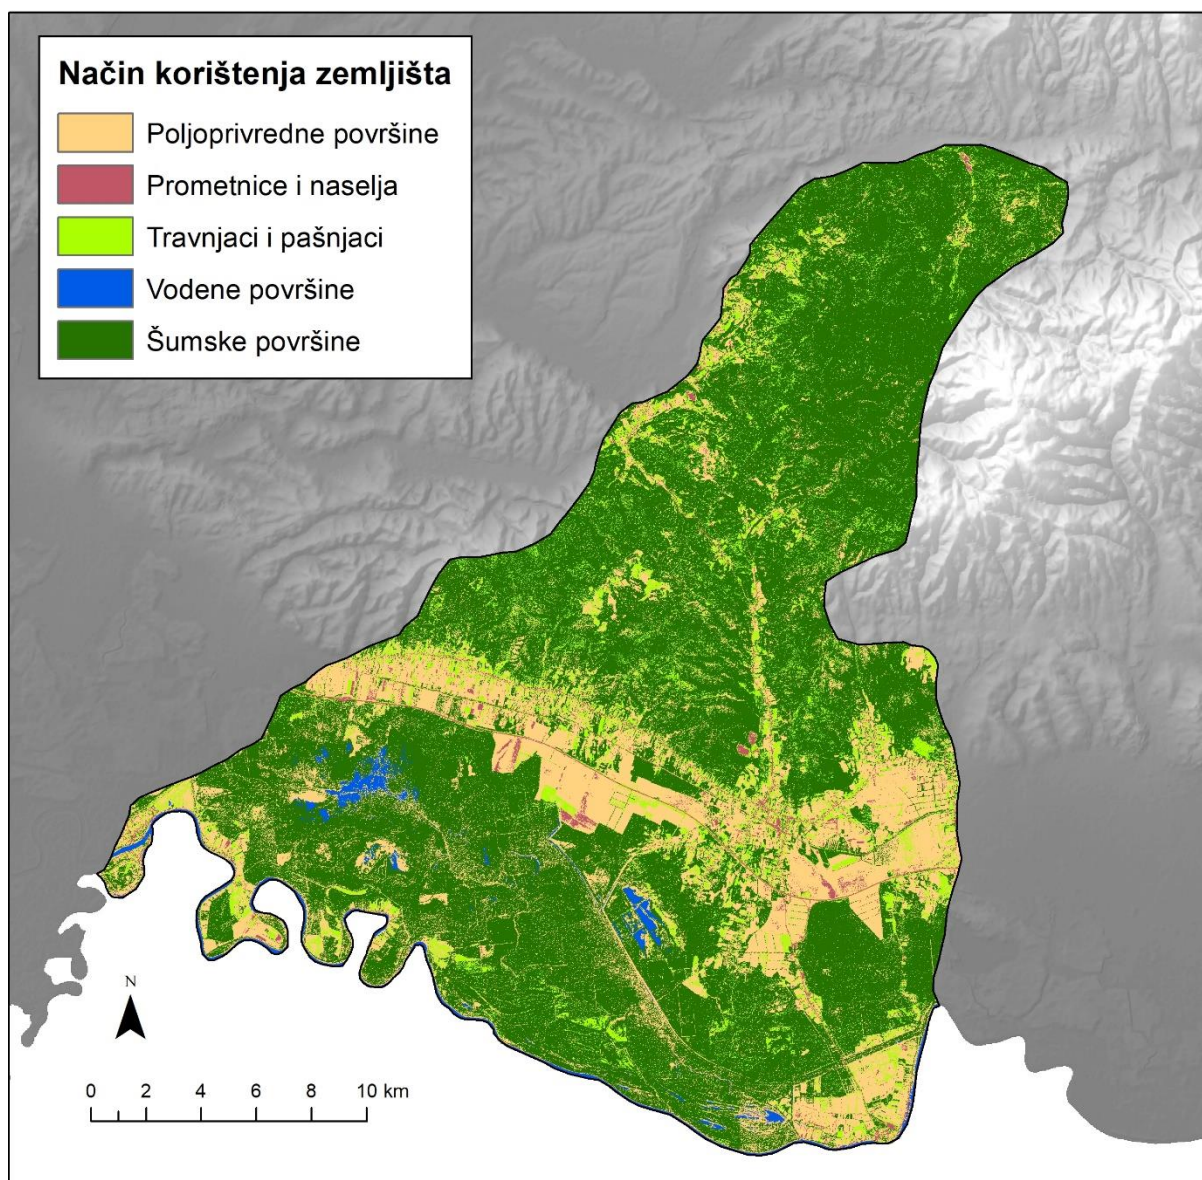 Način korištenja zemljišta
Poljoprivredne površine
Prometnice i naselja
Travnjaci i pašnjaci
Vodene površine
Šumske površine
N
0 2 4 6 8 10 km